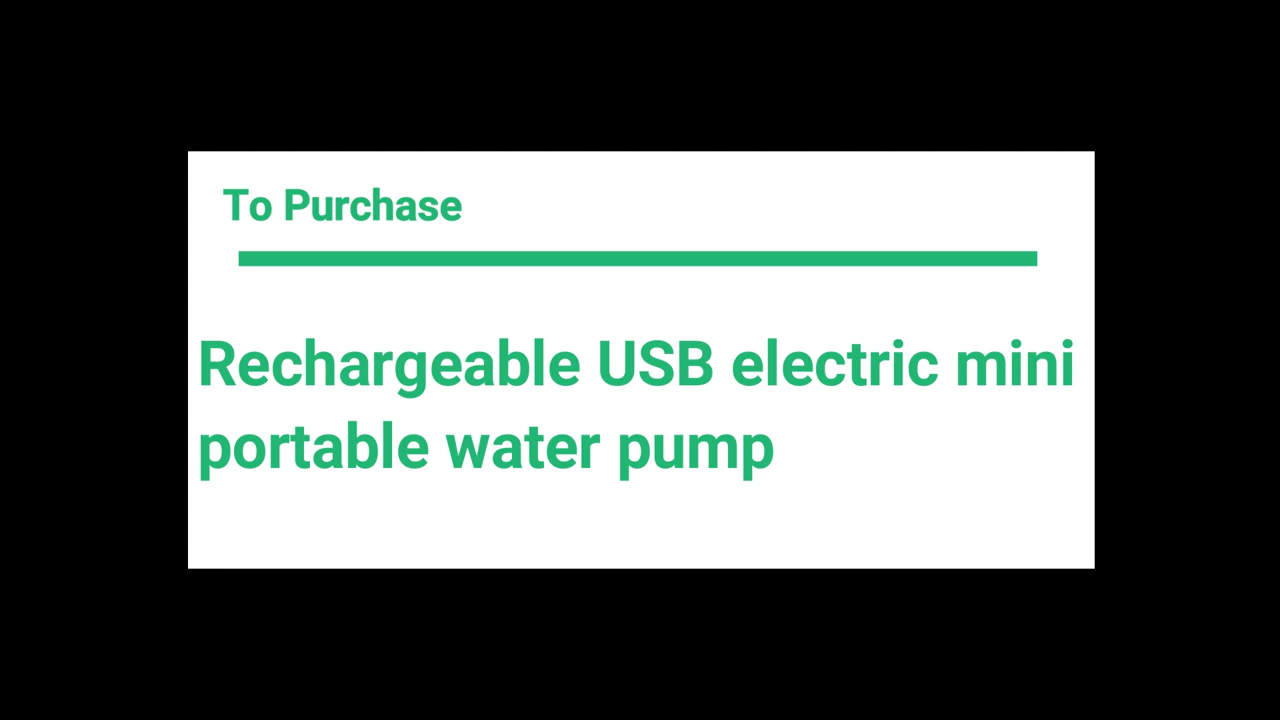 To Purchase
Rechargeable USB electric mini
portable water pump